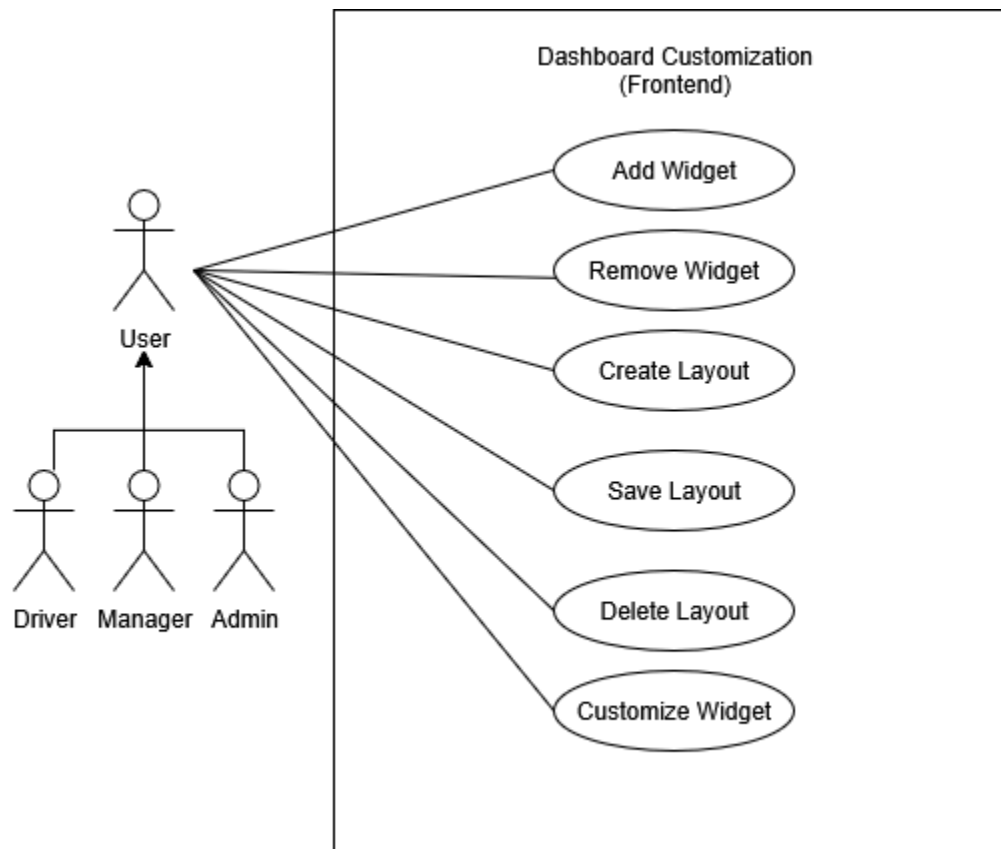 Dashboard Customization
(Frontend)
Add Widget
Remove Widget
Create Layout
Save Layout
Delete Layout
Customize Widget
User
Driver
Manager
Admin